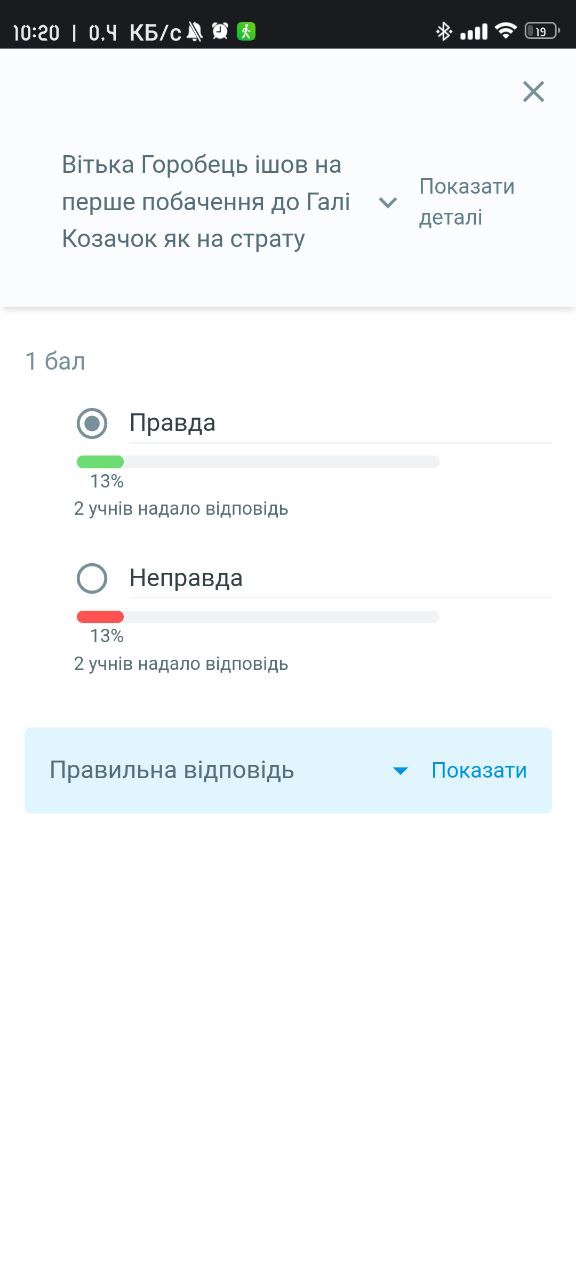 10:20 | 0.4 КБ/с
19
Вітька Горобець ішов на
перше побачення до Галі
Козачок як на страту
Показати
деталі
1 бал
Правда
13%
2 учнів надало відповідь
Неправда
13%
2 учнів надало відповідь
Правильна відповідь
Показати